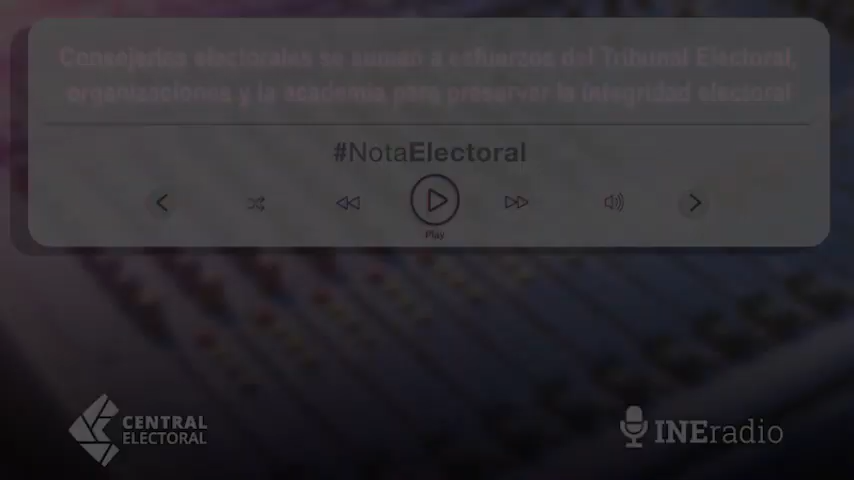 Consejerías electorales se suman a esfuerzos del Tribunal Electoral,
organizaciones y la academia para preservar la integridad electoral
#NotaElectoral
Play
CENTRAL
ELECTORAL
INEradio